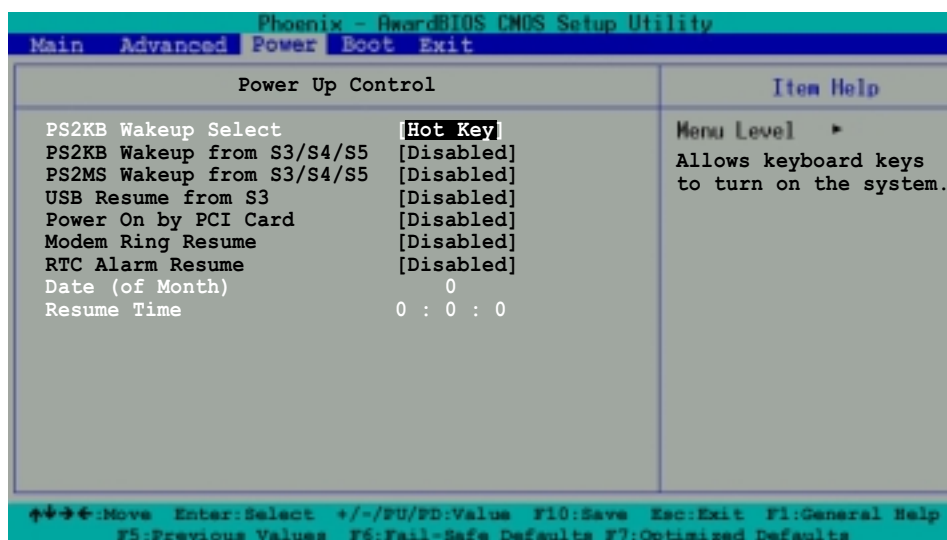 Phoenix - AwardBIOS CMOS Setup Utility
Main Advanced Power Boot Exit
Power Up Control
Item Help
PS2KB Wakeup Select [Hot Key]
PS2KB Wakeup from S3/S4/S5 [Disabled]
PS2MS Wakeup from S3/S4/S5 [Disabled]
USB Resume from S3 [Disabled]
Power On by PCI Card [Disabled]
Modem Ring Resume [Disabled]
RTC Alarm Resume [Disabled]
Date (of Month) 0
Resume Time 0 : 0 : 0
Menu Level ▸
Allows keyboard keys
to turn on the system.
↑↓→←:Move Enter:Select +/-/PU/PD:Value F10:Save Esc:Exit F1:General Help
F5:Previous Values F6:Fail-Safe Defaults F7:Optimized Defaults